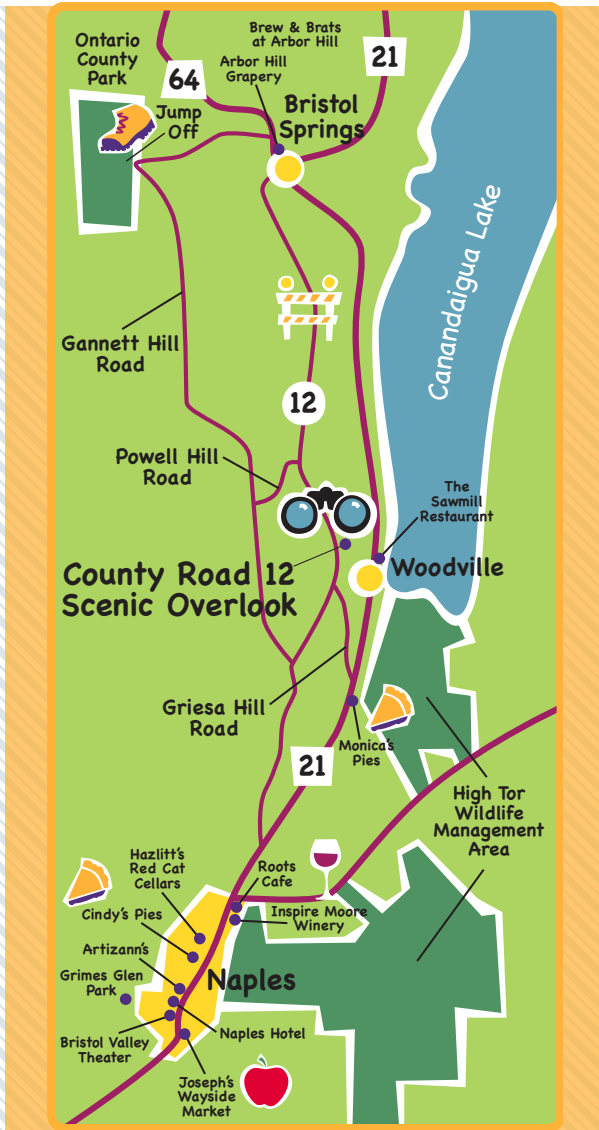 Brew & Brats
at Arbor Hill
Ontario
County
Park
21
Arbor Hill
Grapery
64
Bristol
Springs
Jump
Off
Canandaigua Lake
Gannett Hill
Road
12
Powell Hill
Road
The
Sawmill
Restaurant
County Road 12
Scenic Overlook
Woodville
Griesa Hill
Road
Monica's
Pies
21
High Tor
Wildlife
Management
Area
Hazlitt's
Red Cat
Cellars
Roots
Cafe
Cindy's Pies
Inspire Moore
Winery
Artizann's
Grimes Glen
Park
Naples
Bristol Valley
Theater
Naples Hotel
Joseph's
Wayside
Market